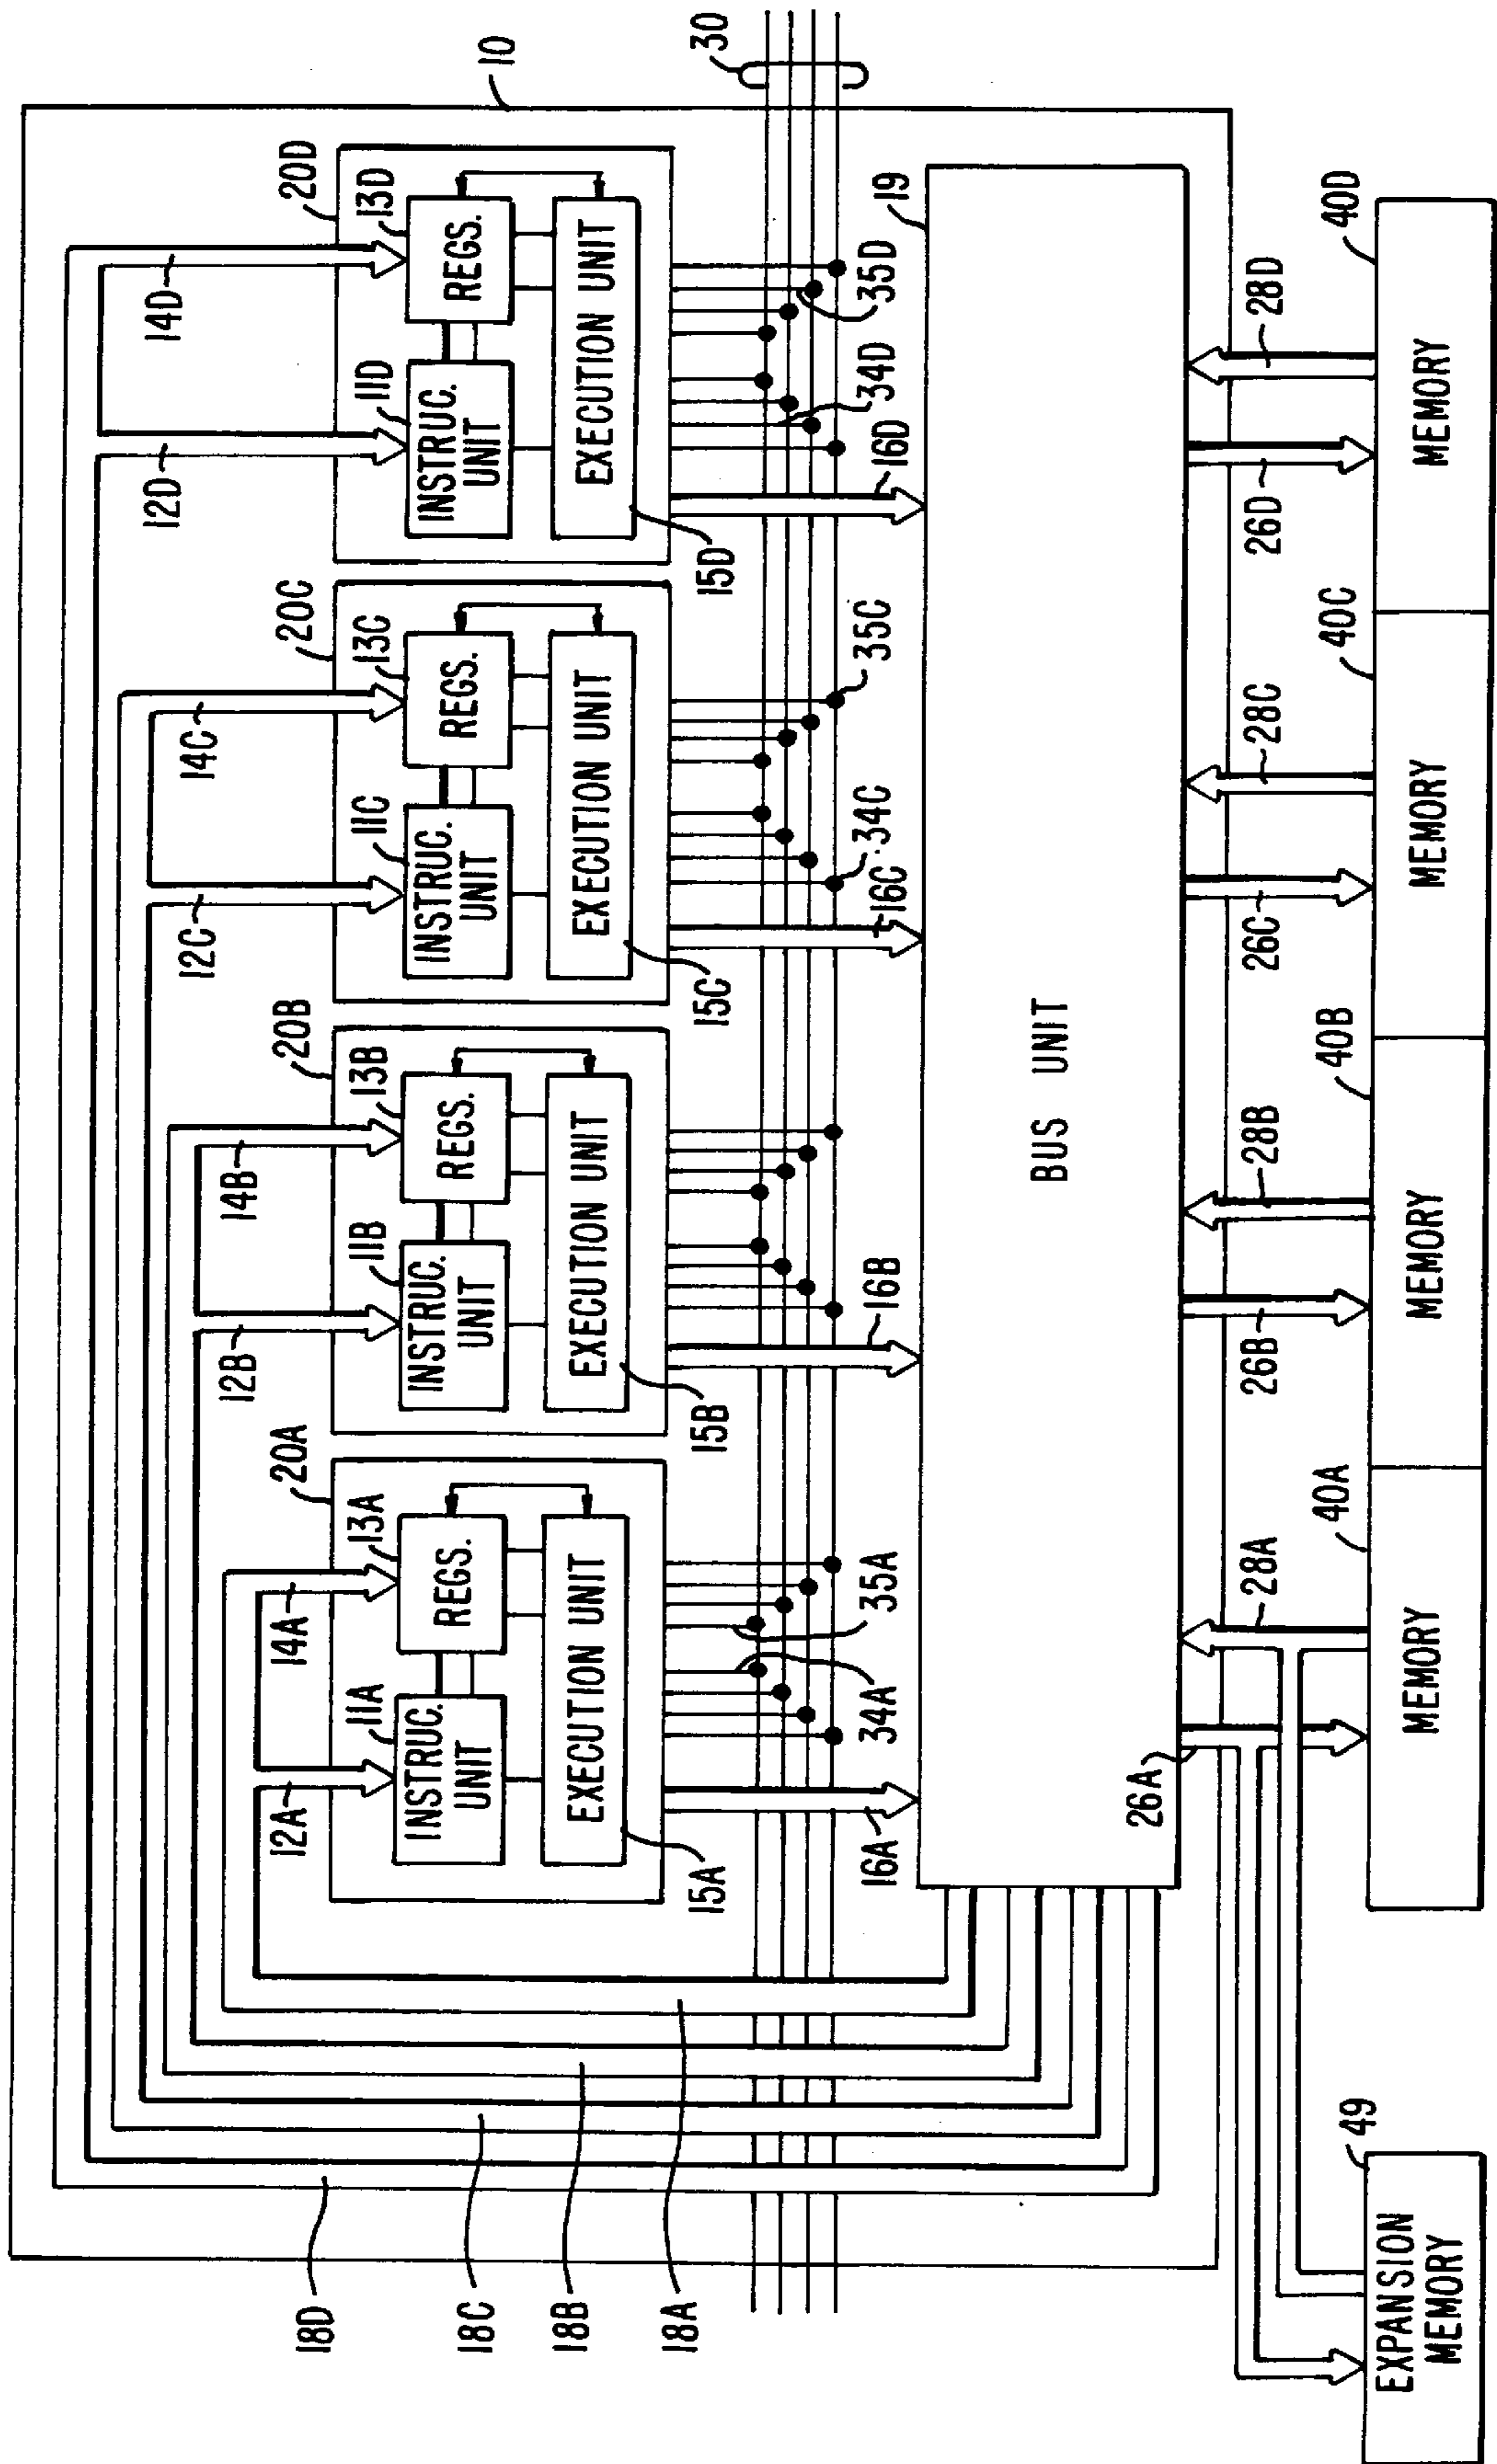 10
30
14D
12D
20D
13D
11D
REGS.
INSTRUC.
UNIT
EXECUTION UNIT
15D
16D
34D
35D
14C
12C
20C
13C
11C
REGS.
INSTRUC.
UNIT
EXECUTION UNIT
15C
16C
34C
35C
14B
12B
20B
13B
11B
REGS.
INSTRUC.
UNIT
EXECUTION UNIT
15B
16B
14A
12A
20A
13A
11A
REGS.
INSTRUC.
UNIT
EXECUTION UNIT
15A
16A
34A
35A
18D
18C
18B
18A
19
BUS UNIT
26A
28A
26B
28B
26C
28C
26D
28D
40A
MEMORY
40B
MEMORY
40C
MEMORY
40D
MEMORY
49
EXPANSION
MEMORY